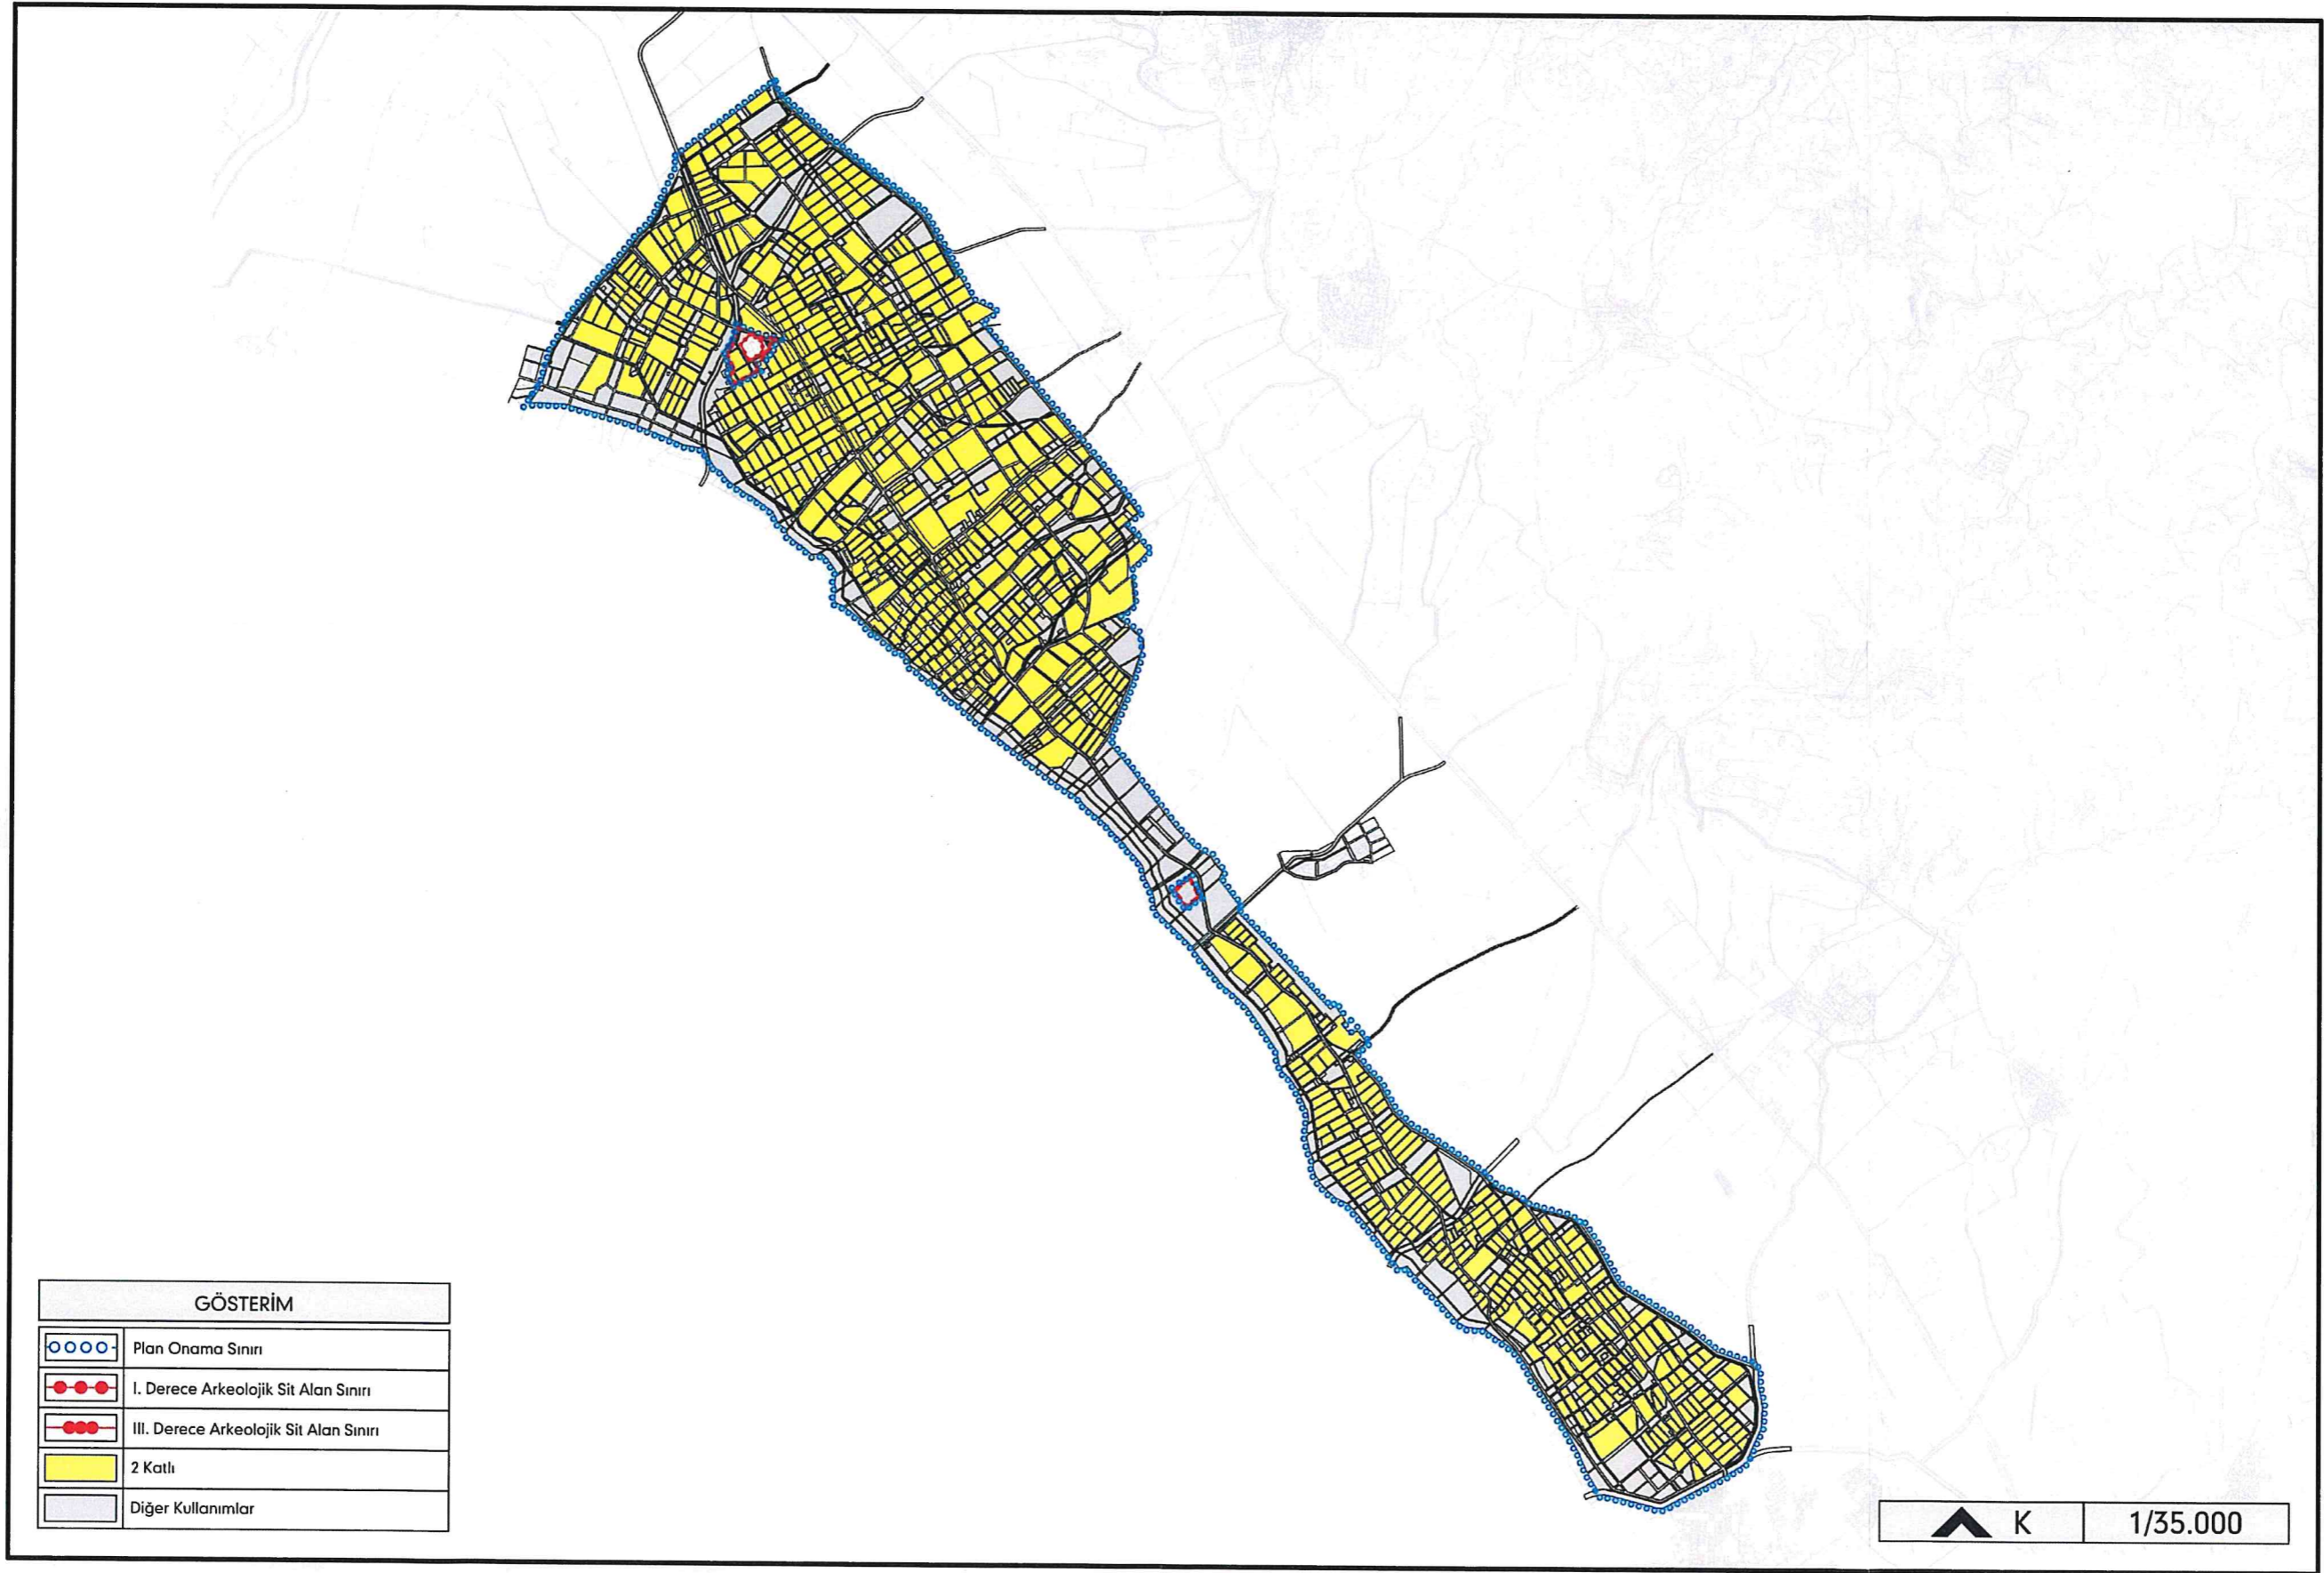 GÖSTERİM
Plan Onama Sınırı
I. Derece Arkeolojik Sit Alan Sınırı
III. Derece Arkeolojik Sit Alan Sınırı
2 Katlı
Diğer Kullanımlar
K
1/35.000